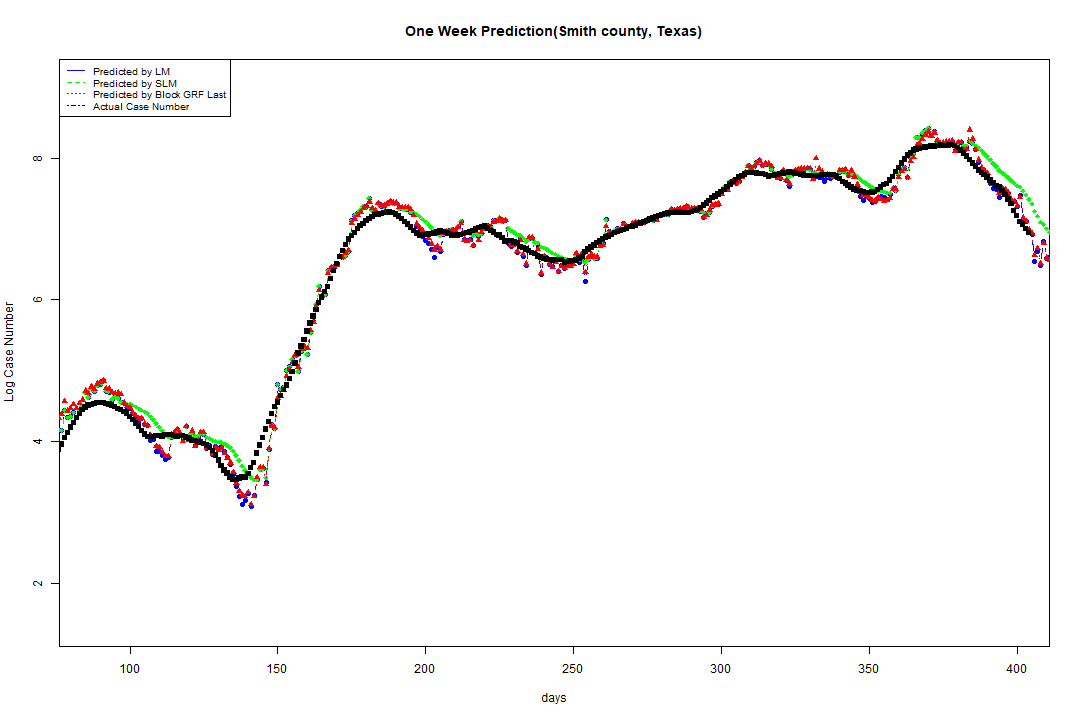 One Week Prediction(Smith county, Texas)
Predicted by LM
Predicted by SLM
Predicted by Block GRF Last
Actual Case Number
8
6
4
2
Log Case Number
100 150 200 250 300 350 400
days